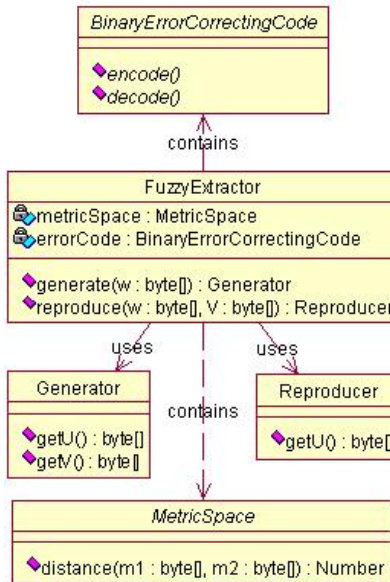 BinaryErrorCorrectingCode
encode()
decode()
contains
FuzzyExtractor
metricSpace : MetricSpace
errorCode : BinaryErrorCorrectingCode
generate(w : byte[]) : Generator
reproduce(w : byte[], V : byte[]) : Reproducer
uses
uses
Generator
getU() : byte[]
getV() : byte[]
contains
Reproducer
getU() : byte[]
MetricSpace
distance(m1 : byte[], m2 : byte[]) : Number